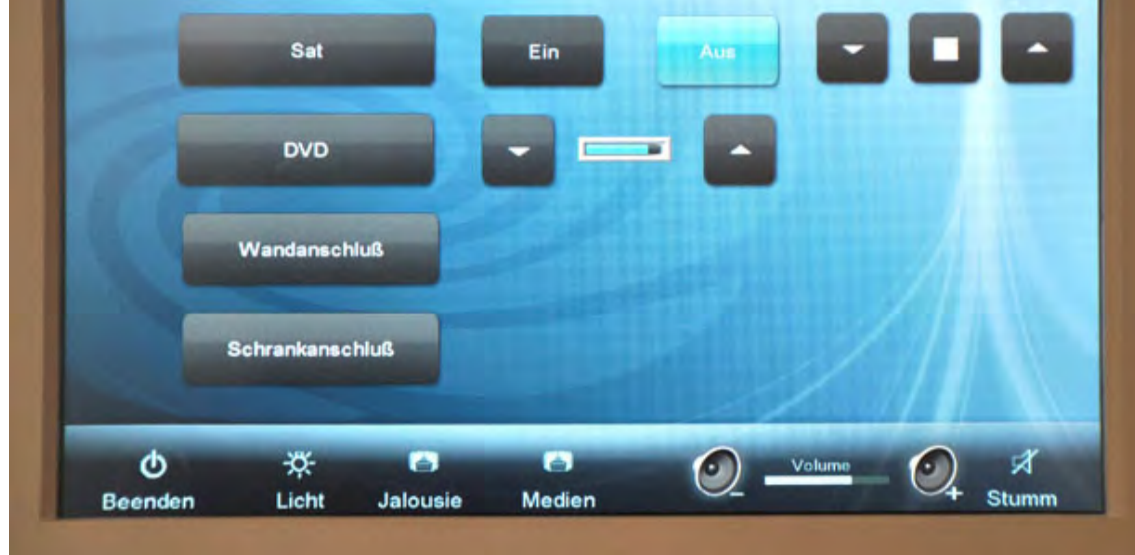 Sat Ein Aus
DVD
Wandanschluß
Schrankanschluß
Volume
Beenden Licht Jalousie Medien Stumm